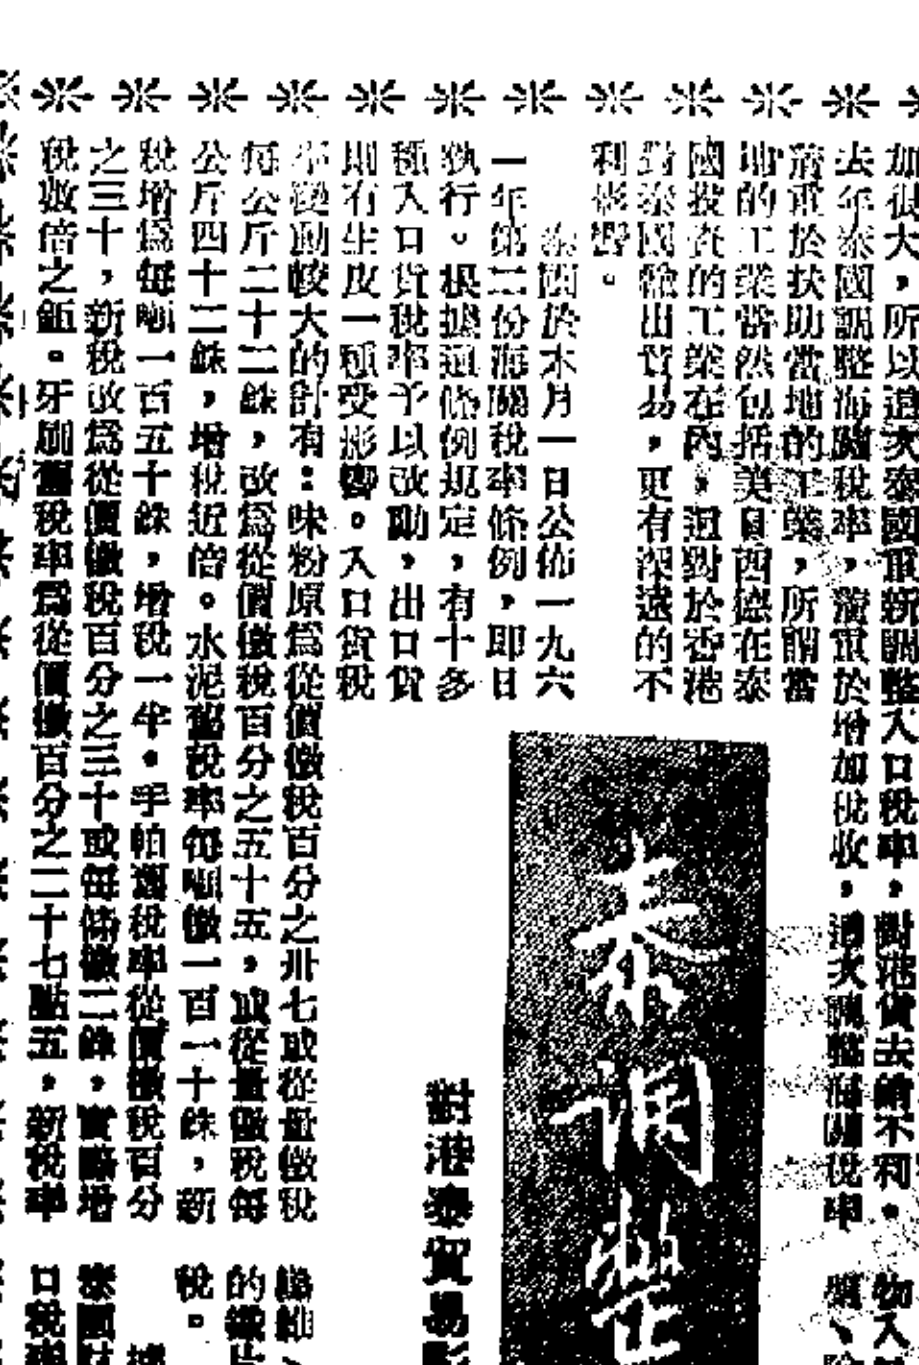 加很大，所以這次泰國重新調整入口稅率，對港貨去銷不利。
去年泰國調整海關稅率，着重於增加稅收，這次調整海關稅率
着重於扶助當地的工業，所謂當
地的工業當然包括美日西德在泰
國投資的工業在內，這對於香港
對泰國輸出貿易，更有深遠的不
利影響。
泰國於本月一日公佈一九六
一年第二份海關稅率條例，即日
執行。根據這條例規定，有十多
種入口貨稅率予以改動，出口貨
則有生皮一種受影響。入口貨稅
率變動較大的計有：味粉原爲從價徵稅百分之卅七或從量徵稅
每公斤二十二銖，改爲從價徵稅百分之五十五，或從量徵稅每
公斤四十二銖，增稅近倍。水泥舊稅率每噸徵一百一十銖，新
稅增爲每噸一百五十銖，增稅一半。手帕舊稅率從價徵稅百分
之三十，新稅改爲從價徵稅百分之三十或每條徵二銖，實略增
稅數倍之鉅。牙刷舊稅率爲從價徵百分之二十七點五，新稅率
泰調整
對港泰貿易影
物入
稅。
的鐵片
口稅率